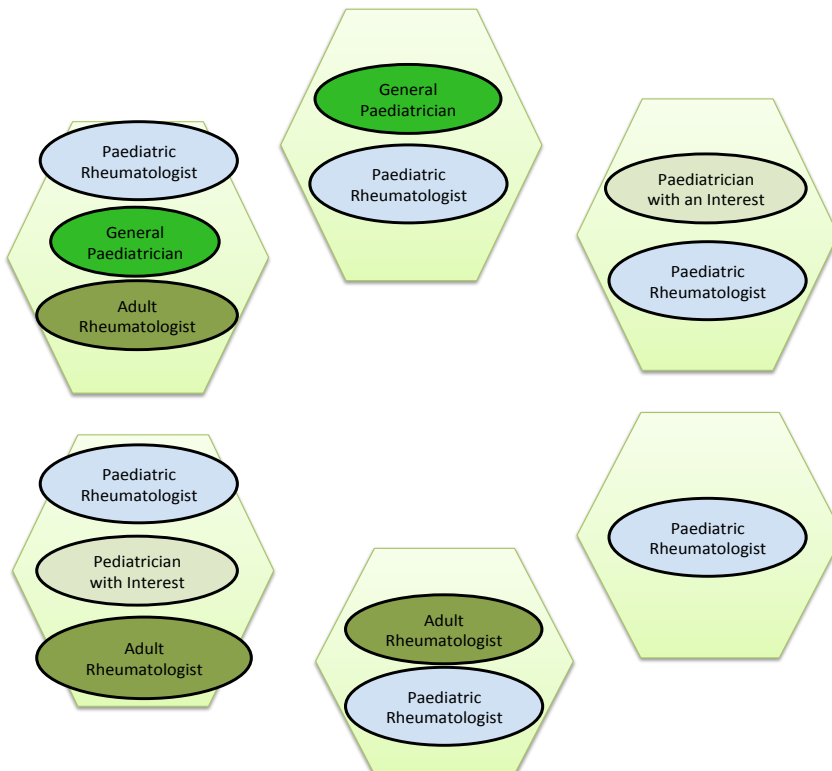 General
Paediatrician
Paediatric
Rheumatologist
Paediatric
Rheumatologist
General
Paediatrician
Adult
Rheumatologist
Paediatrician
with an Interest
Paediatric
Rheumatologist
Paediatric
Rheumatologist
Pediatrician
with Interest
Adult
Rheumatologist
Adult
Rheumatologist
Paediatric
Rheumatologist
Paediatric
Rheumatologist